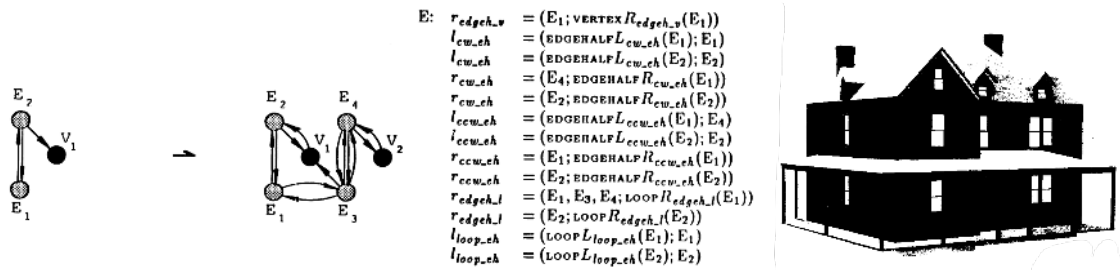 E₂
V₁
E₁
→
E₂
E₄
V₁
V₂
E₁
E₃
E: r_edgeh_v = (E₁; VERTEX R_edgeh_v(E₁))
l_cw_eh = (EDGEHALF L_cw_eh(E₁); E₁)
l_cw_eh = (EDGEHALF L_cw_eh(E₂); E₂)
r_cw_eh = (E₄; EDGEHALF R_cw_eh(E₁))
r_cw_eh = (E₂; EDGEHALF R_cw_eh(E₂))
l_ccw_eh = (EDGEHALF L_ccw_eh(E₁); E₄)
l_ccw_eh = (EDGEHALF L_ccw_eh(E₂); E₂)
r_ccw_eh = (E₁; EDGEHALF R_ccw_eh(E₁))
r_ccw_eh = (E₂; EDGEHALF R_ccw_eh(E₂))
r_edgeh_l = (E₁, E₃, E₄; LOOP R_edgeh_l(E₁))
r_edgeh_l = (E₂; LOOP R_edgeh_l(E₂))
l_loop_eh = (LOOP L_loop_eh(E₁); E₁)
l_loop_eh = (LOOP L_loop_eh(E₂); E₂)